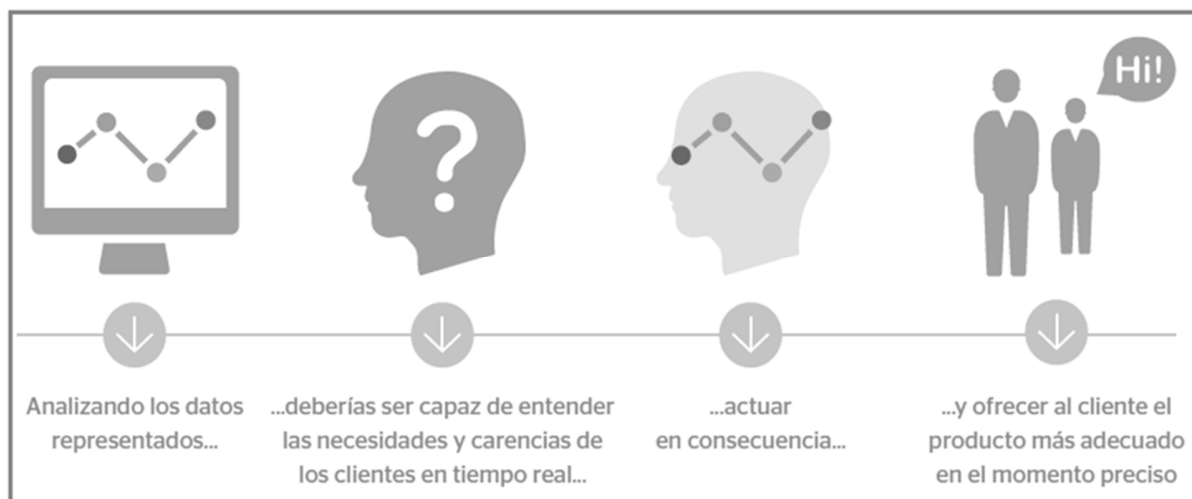 Hi!
Analizando los datos
representados...
...deberías ser capaz de entender
las necesidades y carencias de
los clientes en tiempo real...
...actuar
en consecuencia...
...y ofrecer al cliente el
producto más adecuado
en el momento preciso